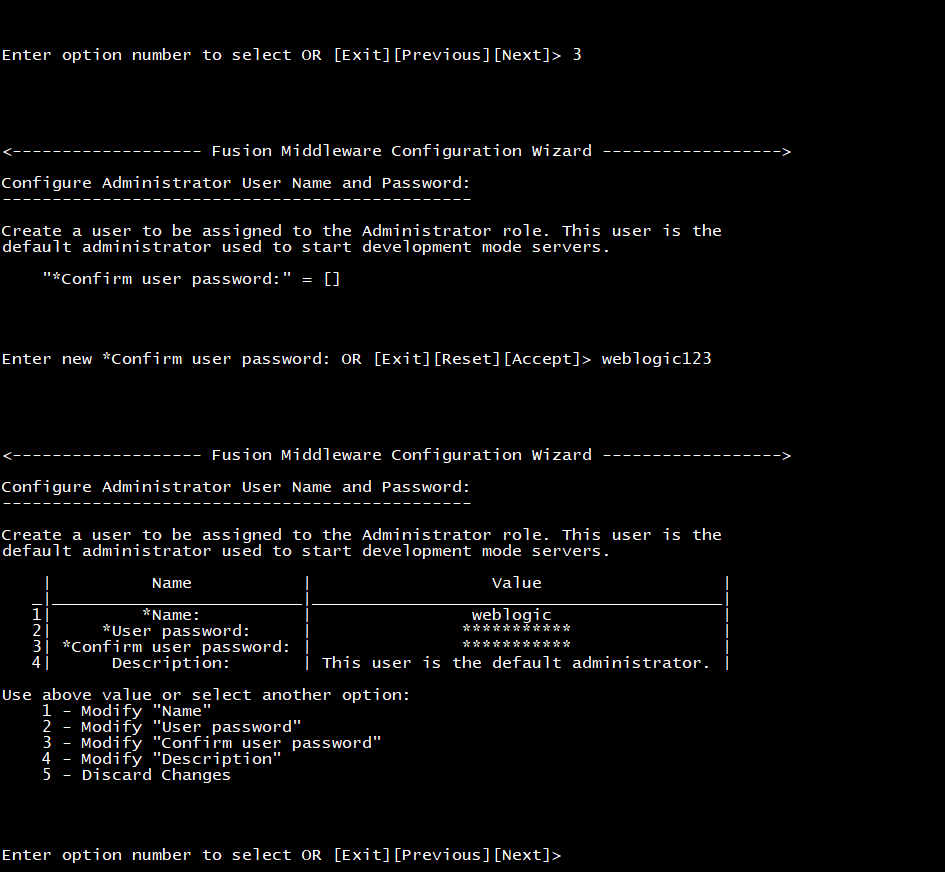 Enter option number to select OR [Exit][Previous][Next]> 3
<------------------- Fusion Middleware Configuration Wizard ------------------>
Configure Administrator User Name and Password:
-----------------------------------------------
Create a user to be assigned to the Administrator role. This user is the
default administrator used to start development mode servers.
"*Confirm user password:" = []
Enter new *Confirm user password: OR [Exit][Reset][Accept]> weblogic123
<------------------- Fusion Middleware Configuration Wizard ------------------>
Configure Administrator User Name and Password:
-----------------------------------------------
Create a user to be assigned to the Administrator role. This user is the
default administrator used to start development mode servers.
    |          Name           |                  Value                  |
   _|_________________________|_________________________________________|
   1|         *Name:          |                weblogic                 |
   2|     *User password:     |               ***********               |
   3| *Confirm user password: |               ***********               |
   4|      Description:       | This user is the default administrator. |
Use above value or select another option:
    1 - Modify "Name"
    2 - Modify "User password"
    3 - Modify "Confirm user password"
    4 - Modify "Description"
    5 - Discard Changes
Enter option number to select OR [Exit][Previous][Next]>